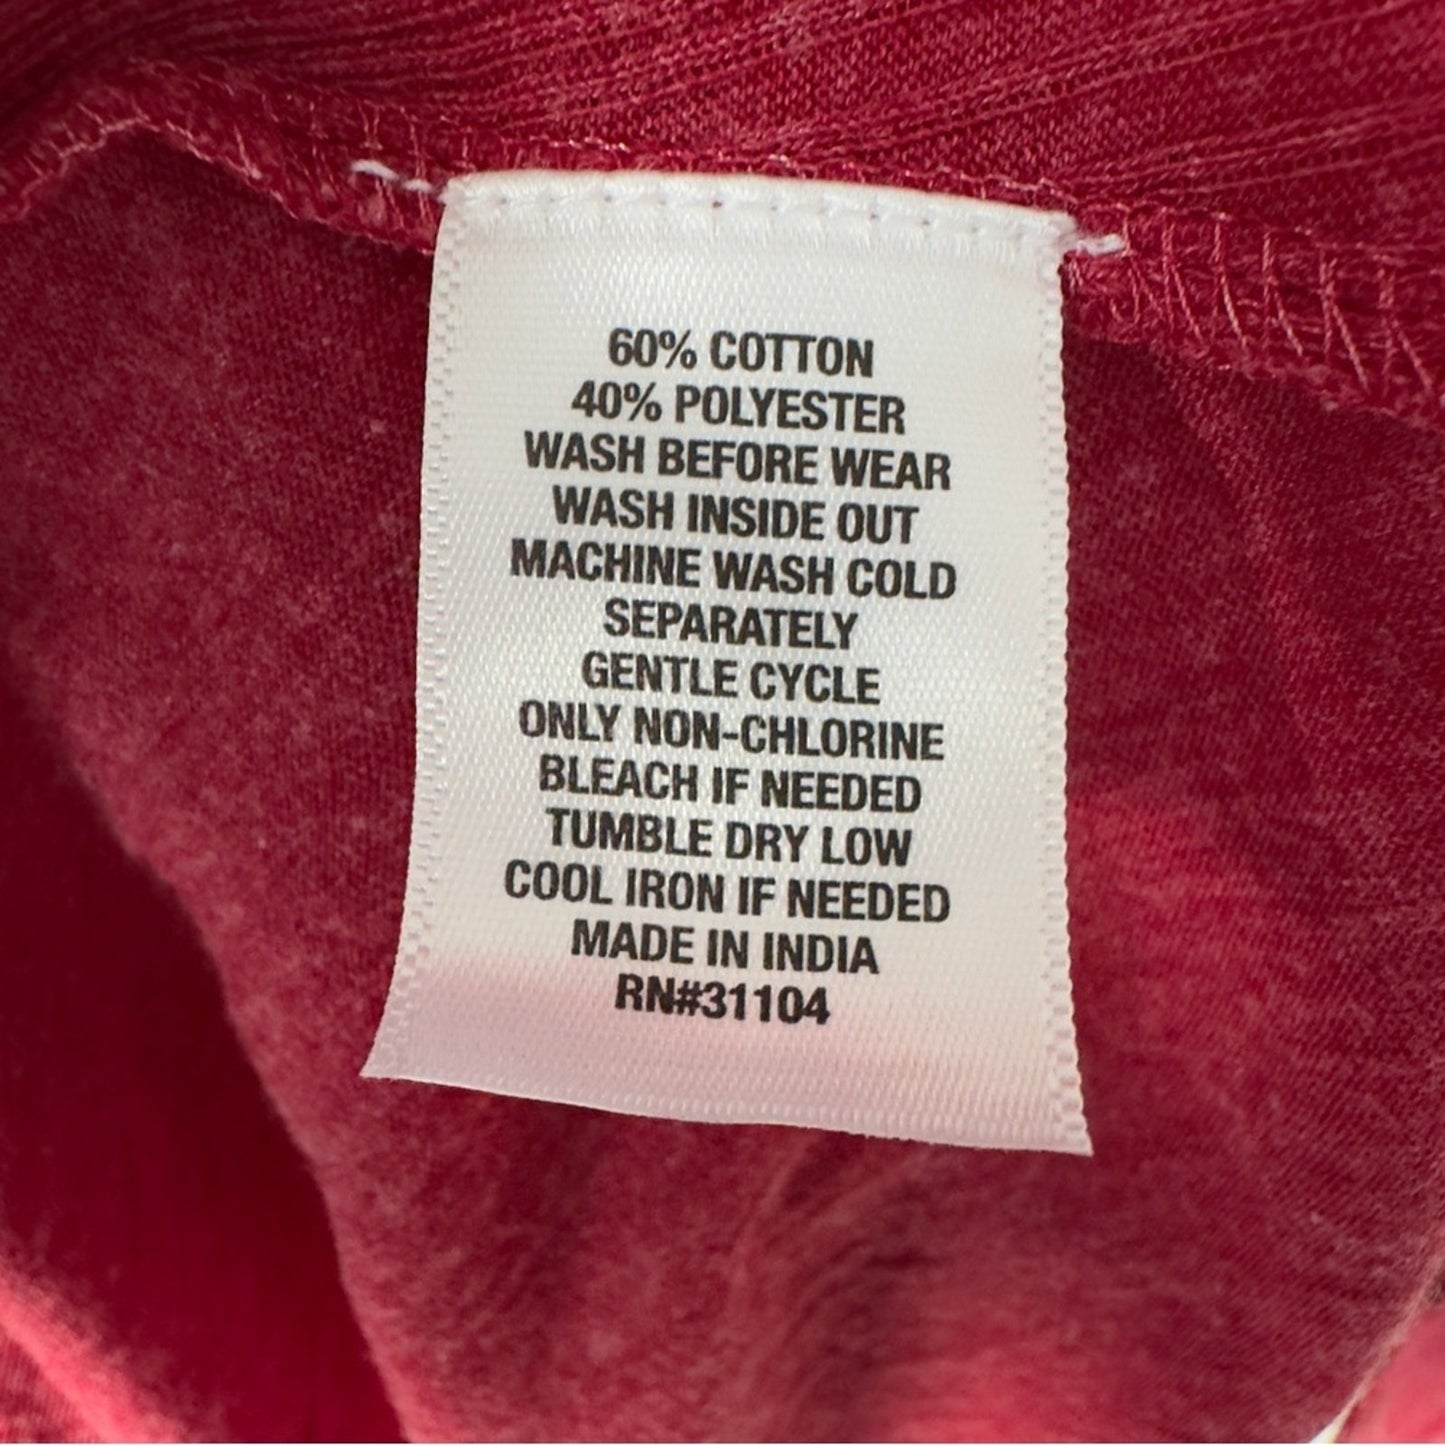 60% COTTON
40% POLYESTER
WASH BEFORE WEAR
WASH INSIDE OUT
MACHINE WASH COLD
SEPARATELY
GENTLE CYCLE
ONLY NON-CHLORINE
BLEACH IF NEEDED
TUMBLE DRY LOW
COOL IRON IF NEEDED
MADE IN INDIA
RN#31104